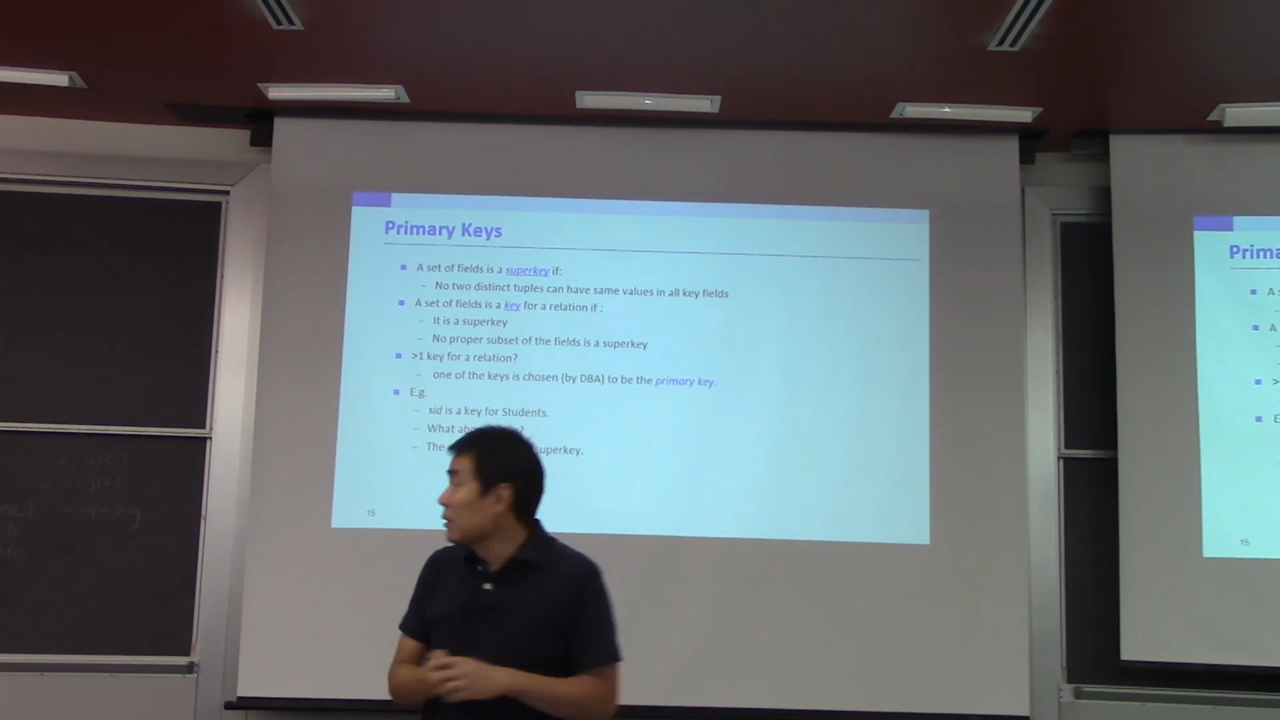 Primary Keys
A set of fields is a superkey if:
– No two distinct tuples can have same values in all key fields
A set of fields is a key for a relation if :
– It is a superkey
– No proper subset of the fields is a superkey
>1 key for a relation?
– one of the keys is chosen (by DBA) to be the primary key.
E.g.
– sid is a key for Students.
– What ?
– The superkey.
15
Prima
A
A
>
E
15